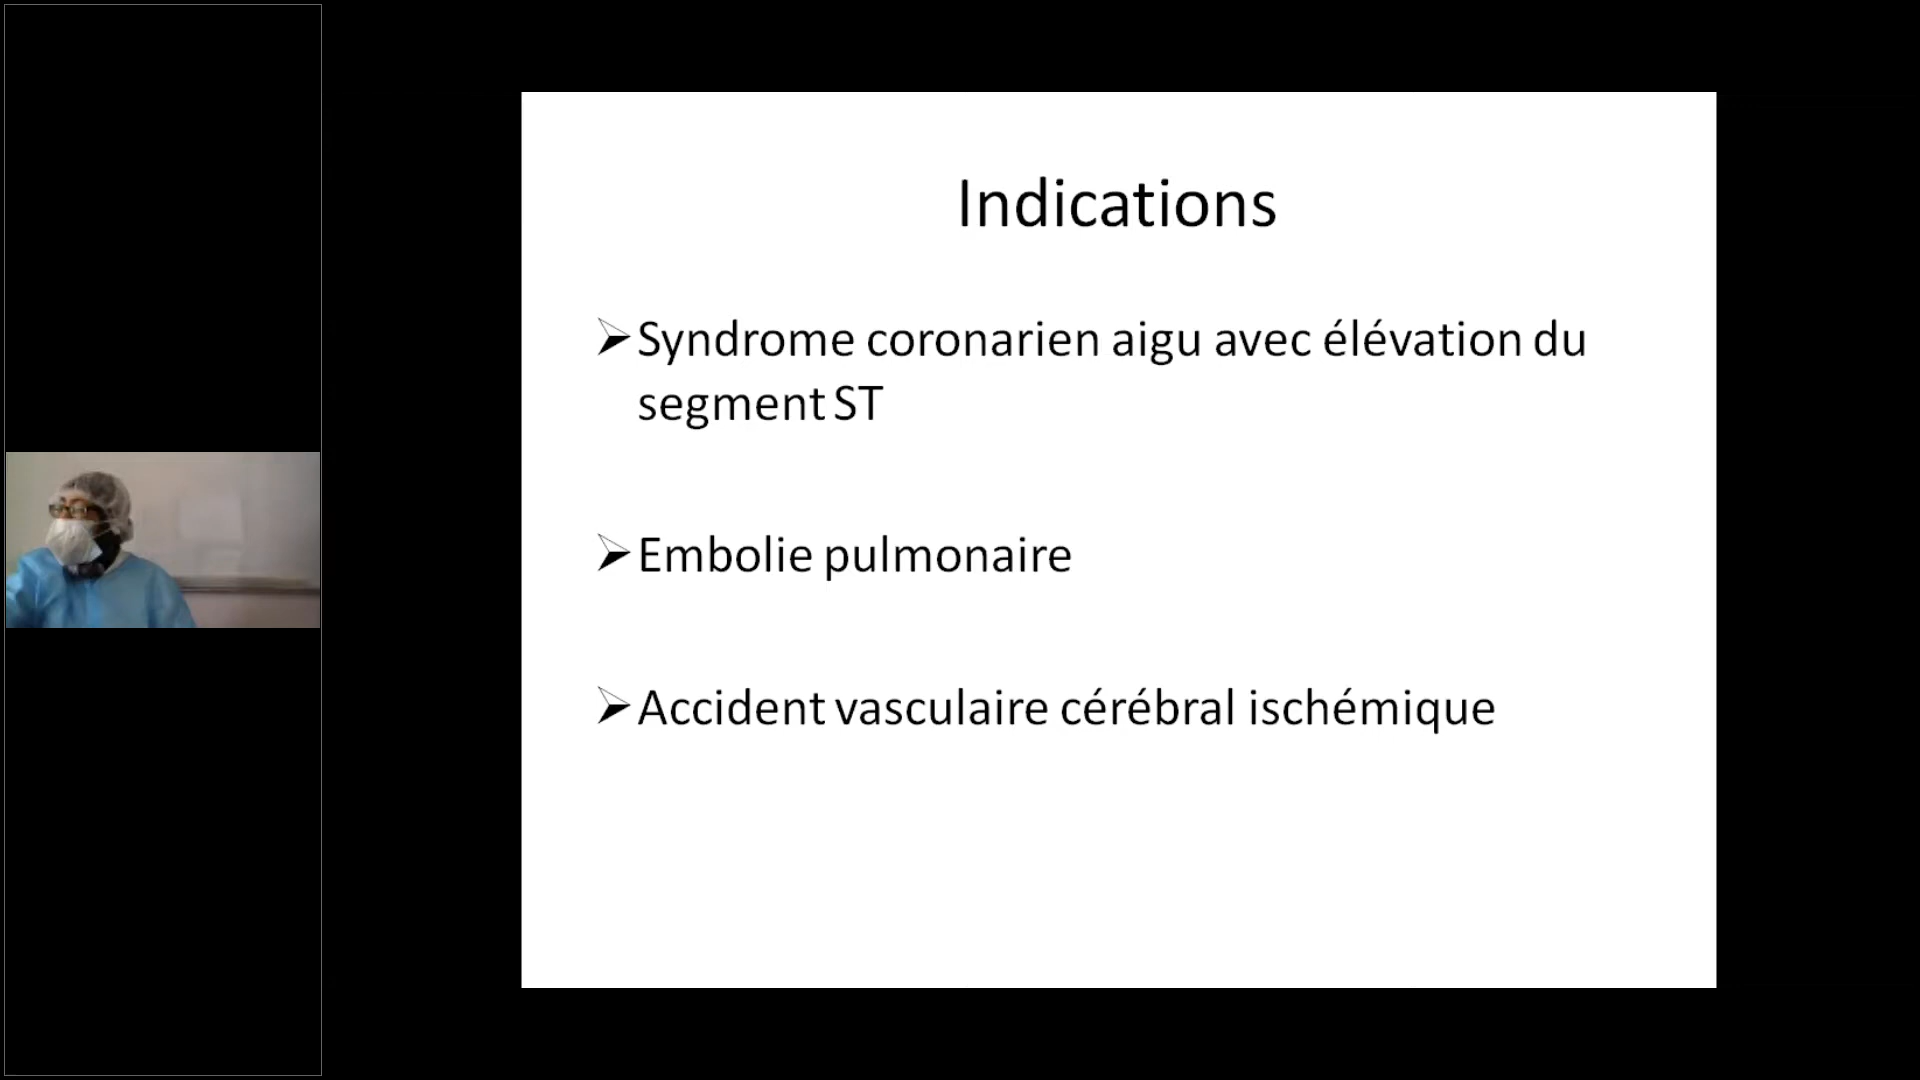 Indications
Syndrome coronarien aigu avec élévation du
segment ST
Embolie pulmonaire
Accident vasculaire cérébral ischémique